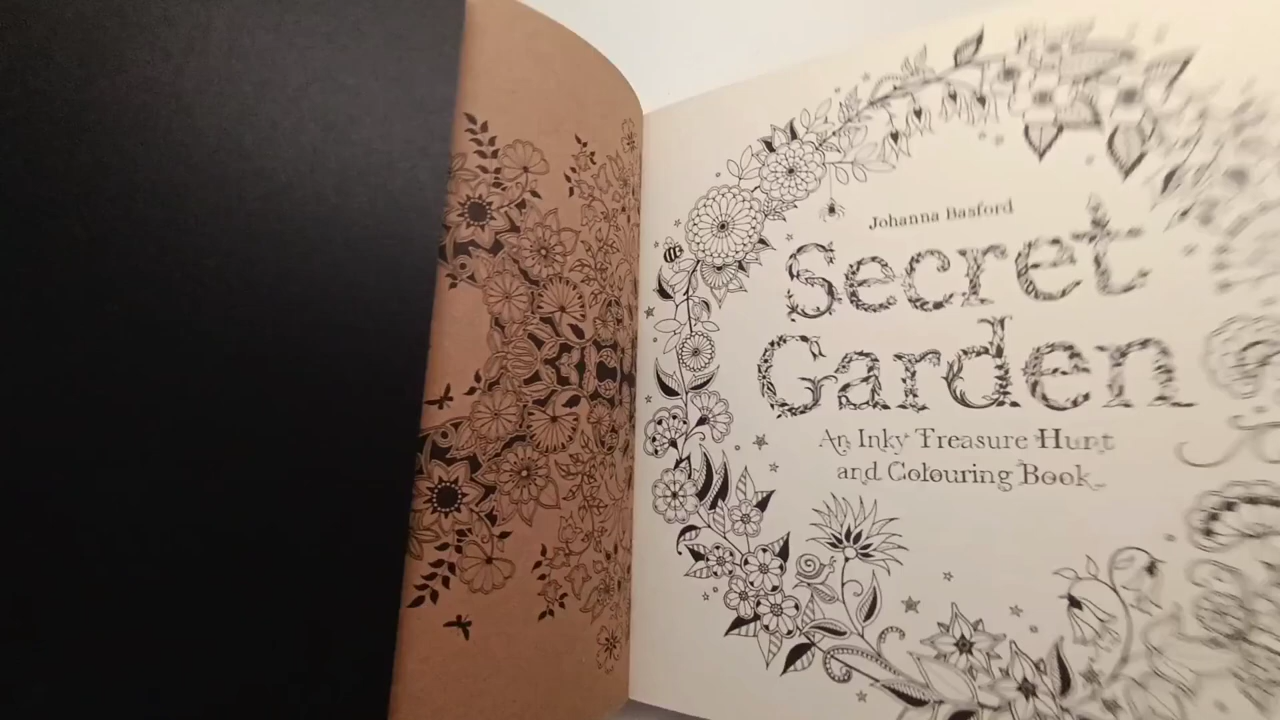 Johanna Basford
Secret
Garden
An Inky Treasure Hunt
and Colouring Book